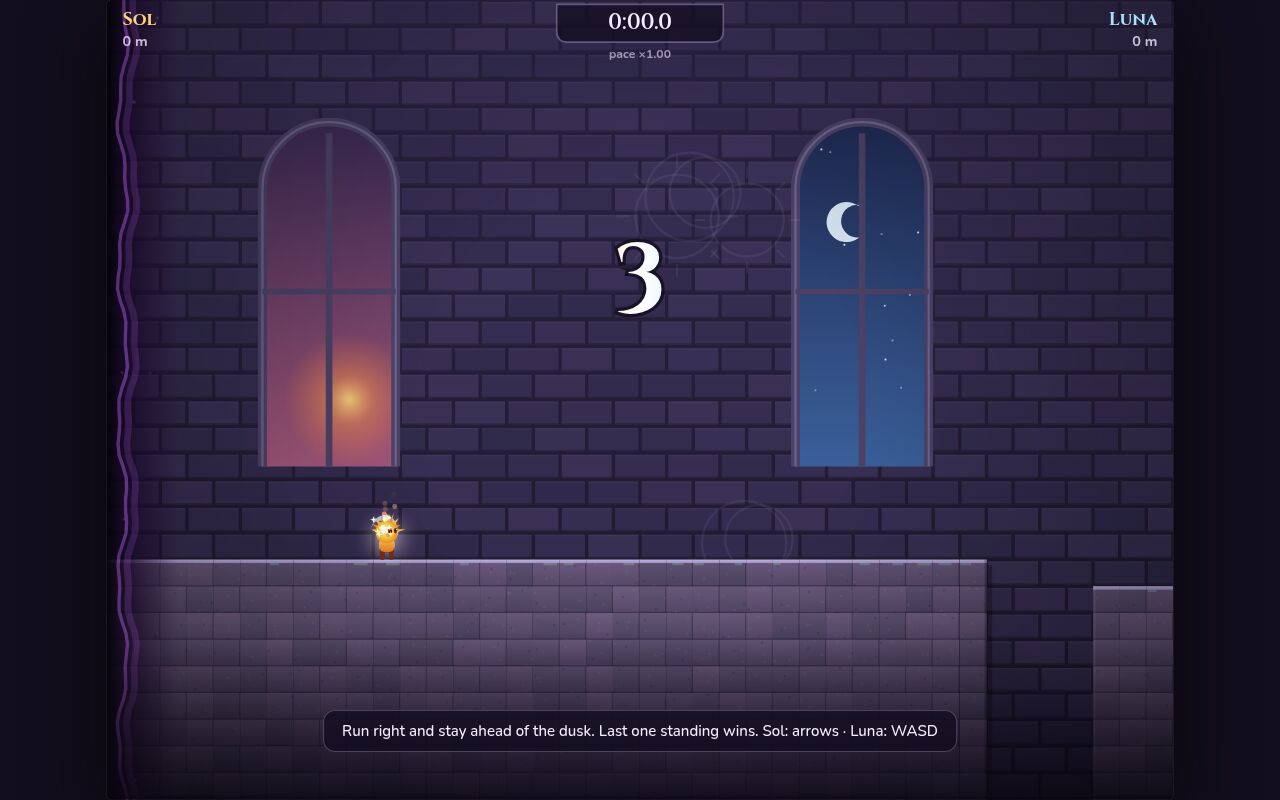 Sol
0 m
0:00.0
pace ×1.00
Luna
0 m
3
Run right and stay ahead of the dusk. Last one standing wins. Sol: arrows · Luna: WASD